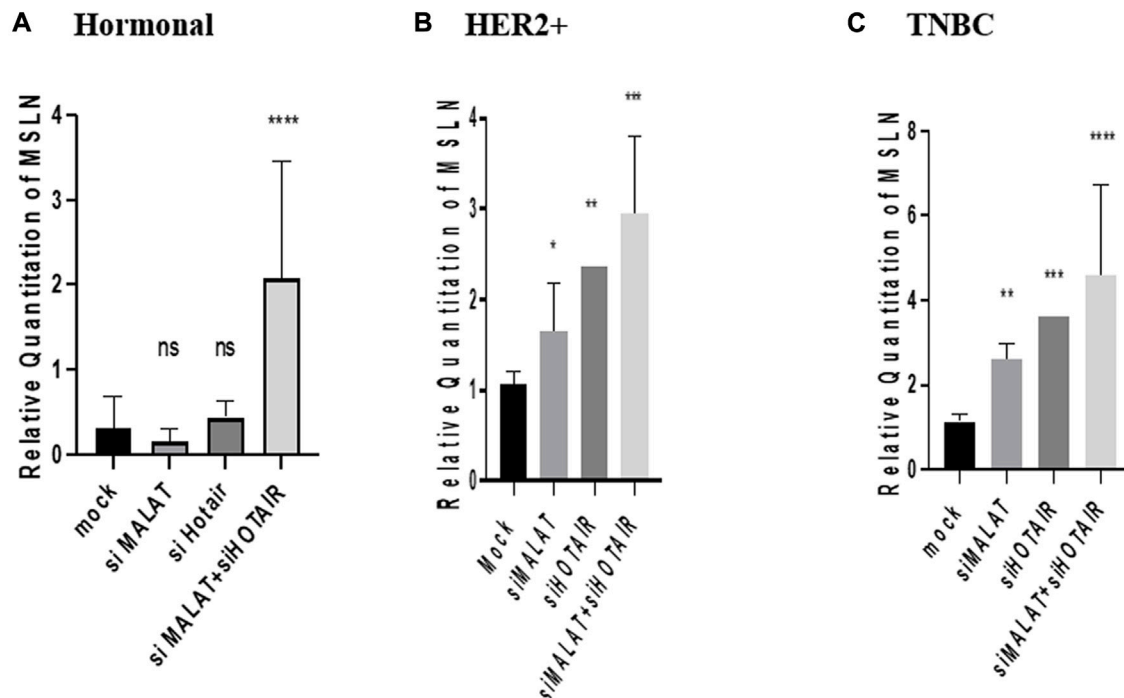 A Hormonal
Relative Quantitation of MSLN
4
3
2
1
0
ns
ns
****
mock
si MALAT
si Hotair
si MALAT+siHOTAIR
B HER2+
Relative Quantitation of MSLN
4
3
2
1
0
*
**
***
Mock
siMALAT
siHOTAIR
siMALAT+siHOTAIR
C TNBC
Relative Quantitation of MSLN
8
6
4
2
0
**
***
****
mock
siMALAT
siHOTAIR
siMALAT+siHOTAIR